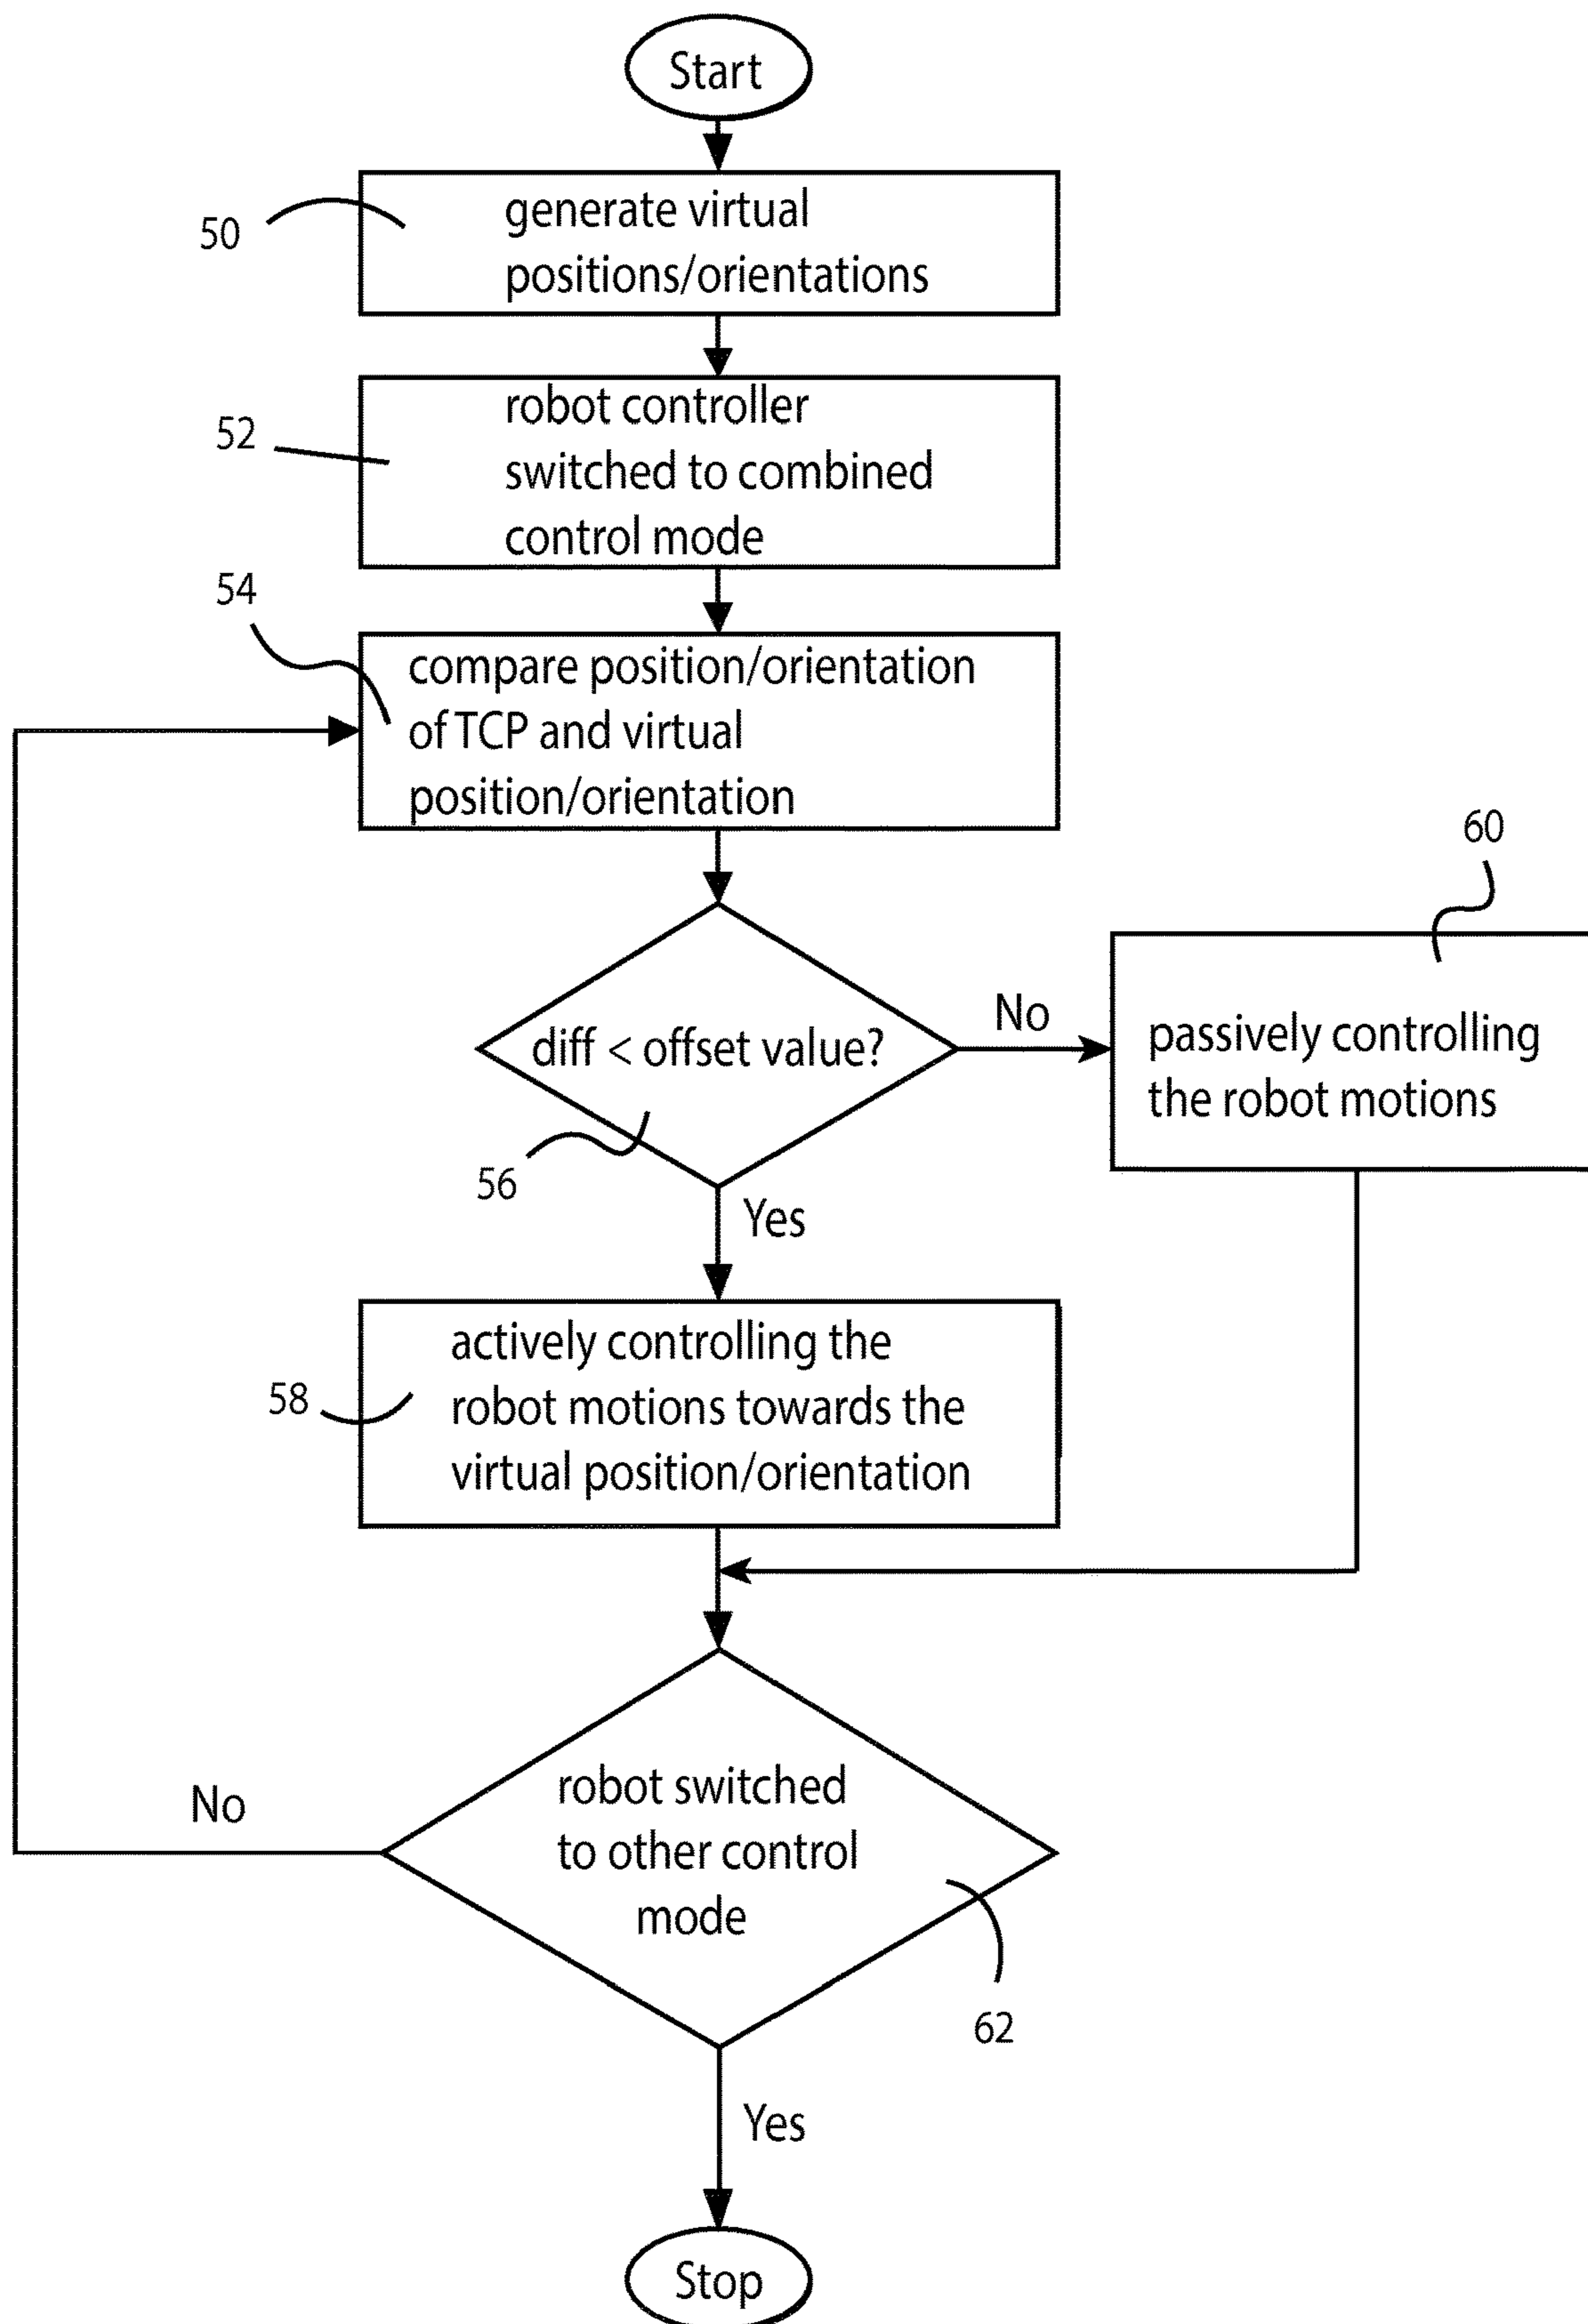 Start
50
generate virtual
positions/orientations
52
robot controller
switched to combined
control mode
54
compare position/orientation
of TCP and virtual
position/orientation
60
diff < offset value?
No
passively controlling
the robot motions
56
Yes
58
actively controlling the
robot motions towards the
virtual position/orientation
No
robot switched
to other control
mode
62
Yes
Stop